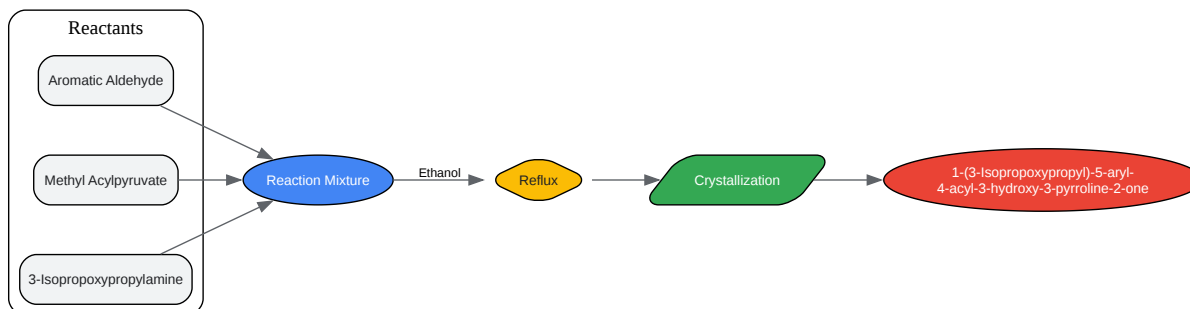 Reactants
Aromatic Aldehyde
Methyl Acylpyruvate
3-Isopropoxypropylamine
Reaction Mixture
Ethanol
Reflux
Crystallization
1-(3-Isopropoxypropyl)-5-aryl-
4-acyl-3-hydroxy-3-pyrroline-2-one